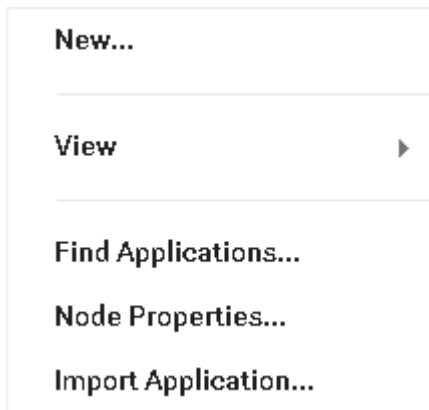 New...
View
Find Applications...
Node Properties...
Import Application...